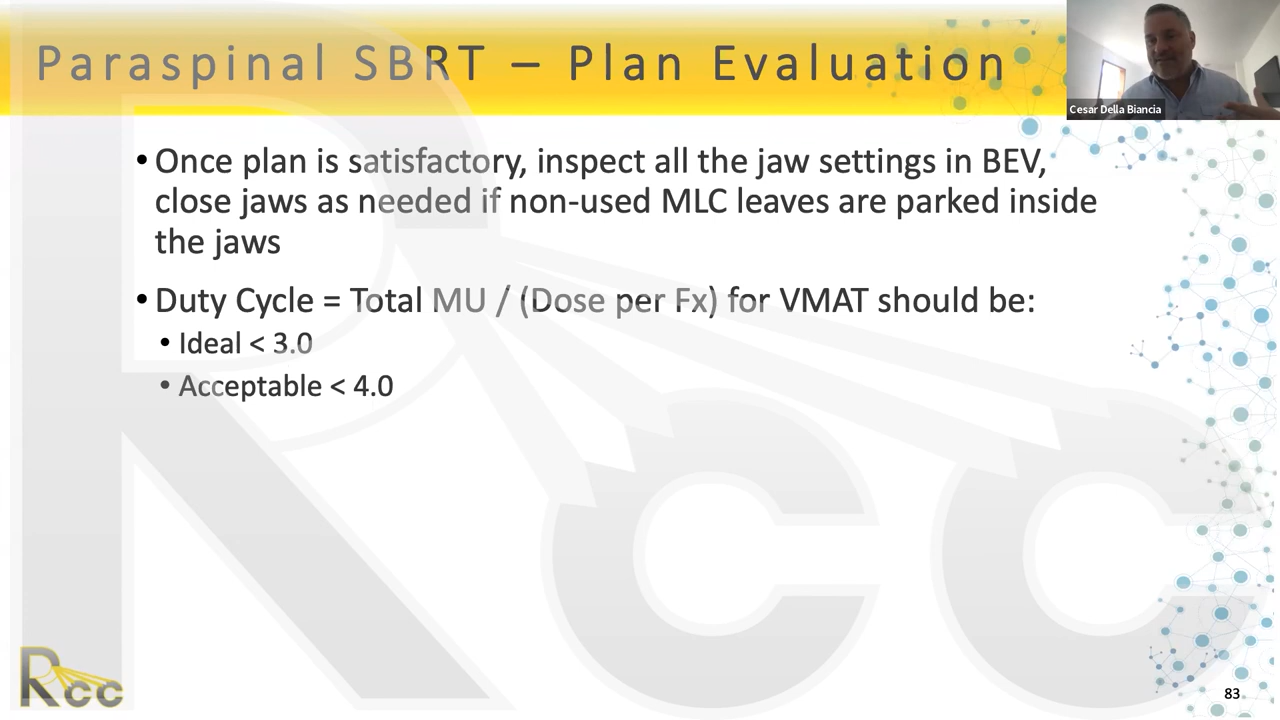 Paraspinal SBRT – Plan Evaluation
Cesar Della Biancia
• Once plan is satisfactory, inspect all the jaw settings in BEV,
close jaws as needed if non-used MLC leaves are parked inside
the jaws
• Duty Cycle = Total MU / (Dose per Fx) for VMAT should be:
• Ideal < 3.0
• Acceptable < 4.0
Rcc
Rcc
83